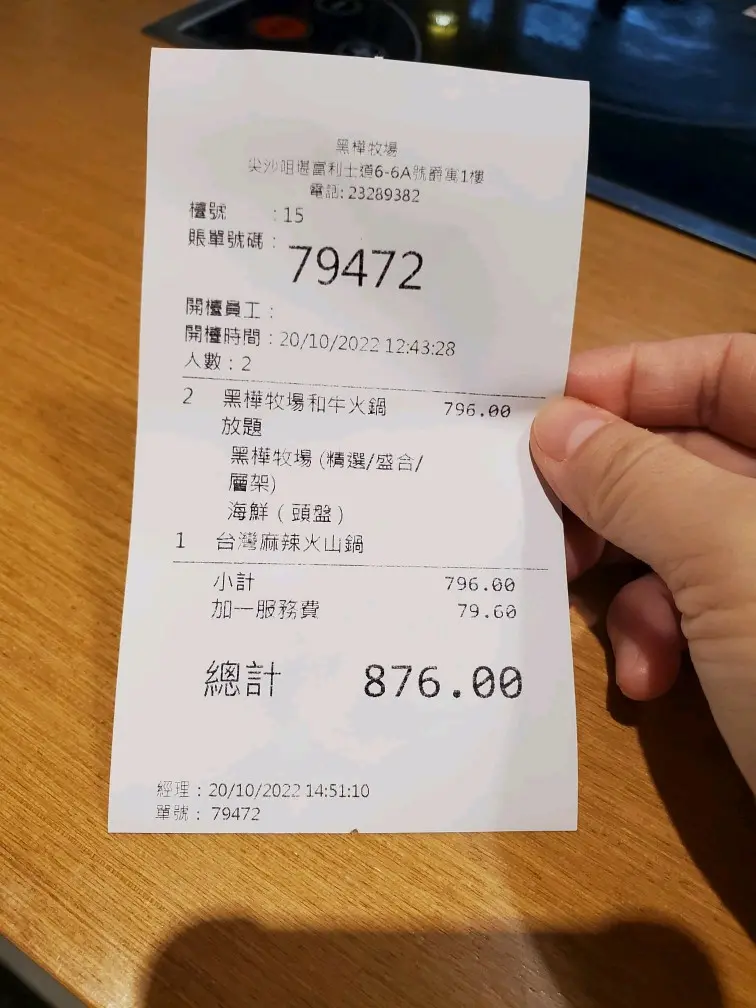 黑樺牧場
尖沙咀堪富利士道6-6A號爵寓1樓
電話: 23289382
檯號 : 15
賬單號碼 : 79472
開檯員工 :
開檯時間 : 20/10/2022 12:43:28
人數 : 2
2 黑樺牧場和牛火鍋 796.00
放題
黑樺牧場 (精選/盛合/
層架)
海鮮 ( 頭盤 )
1 台灣麻辣火山鍋
小計 796.00
加一服務費 79.60
總計 876.00
經理 : 20/10/2022 14:51:10
單號 : 79472